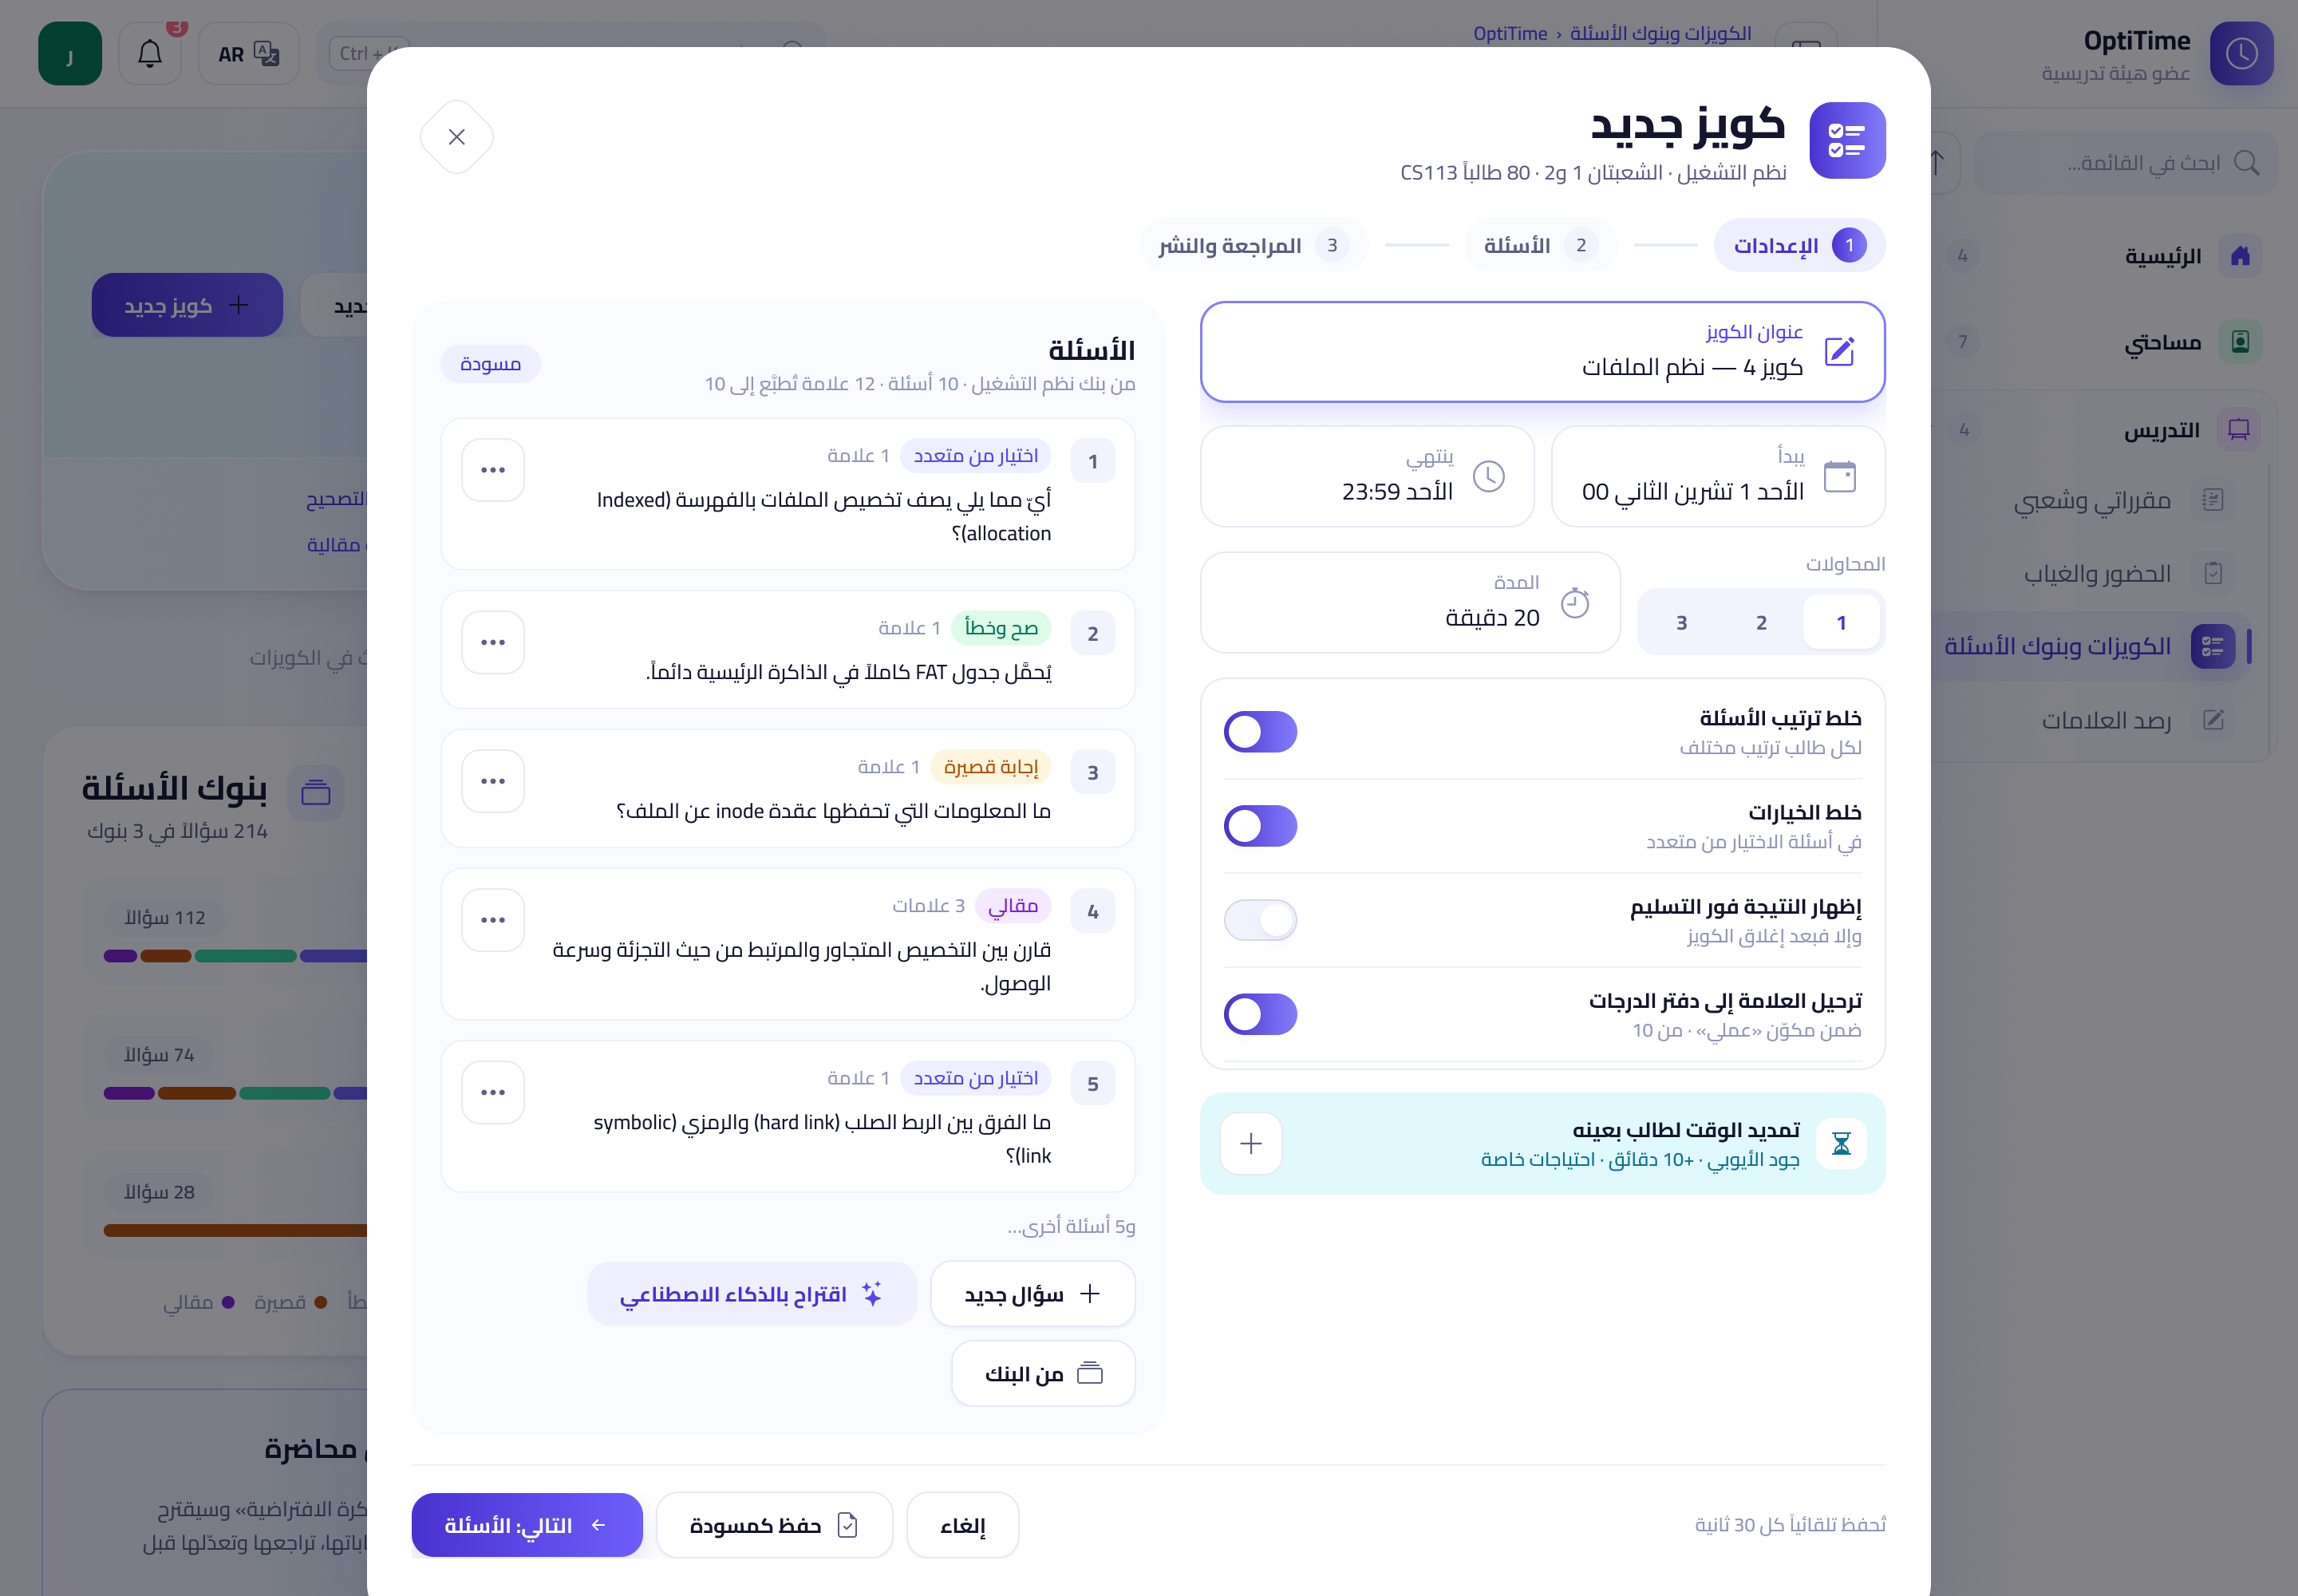 OptiTime
عضو هيئة تدريسية
الكويزات وبنوك الأسئلة › OptiTime
Ctrl +
AR
3
ر
ابحث في القائمة...
الرئيسية
4
مساحتي
7
التدريس
4
مقرراتي وشعبي
الحضور والغياب
الكويزات وبنوك الأسئلة
رصد العلامات
كويز جديد
نظم التشغيل · الشعبتان 1 و2 · 80 طالباً CS113
1 الإعدادات
2 الأسئلة
3 المراجعة والنشر
عنوان الكويز
كويز 4 — نظم الملفات
يبدأ
الأحد 1 تشرين الثاني 00
ينتهي
الأحد 23:59
المحاولات
1 2 3
المدة
20 دقيقة
خلط ترتيب الأسئلة
لكل طالب ترتيب مختلف
خلط الخيارات
في أسئلة الاختيار من متعدد
إظهار النتيجة فور التسليم
وإلا فبعد إغلاق الكويز
ترحيل العلامة إلى دفتر الدرجات
ضمن مكوّن «عملي» · من 10
تمديد الوقت لطالب بعينه
جود الأيوبي · +10 دقائق · احتياجات خاصة
الأسئلة
من بنك نظم التشغيل · 10 أسئلة · 12 علامة تُطبَّع إلى 10
مسودة
1
اختيار من متعدد 1 علامة
أيّ مما يلي يصف تخصيص الملفات بالفهرسة (Indexed
allocation)؟
2
صح وخطأ 1 علامة
يُحمَّل جدول FAT كاملاً في الذاكرة الرئيسية دائماً.
3
إجابة قصيرة 1 علامة
ما المعلومات التي تحفظها عقدة inode عن الملف؟
4
مقالي 3 علامات
قارن بين التخصيص المتجاور والمرتبط من حيث التجزئة وسرعة
الوصول.
5
اختيار من متعدد 1 علامة
ما الفرق بين الربط الصلب (hard link) والرمزي (symbolic
link)؟
و5 أسئلة أخرى...
سؤال جديد
اقتراح بالذكاء الاصطناعي
من البنك
تُحفظ تلقائياً كل 30 ثانية
إلغاء
حفظ كمسودة
التالي: الأسئلة
كويز جديد
التصحيح
مقالية
في الكويزات
بنوك الأسئلة
214 سؤالاً في 3 بنوك
112 سؤالاً
74 سؤالاً
28 سؤالاً
قصيرة
مقالي
محاضرة
الافتراضية» وسيقترح
تراجعها وتعدّلها قبل